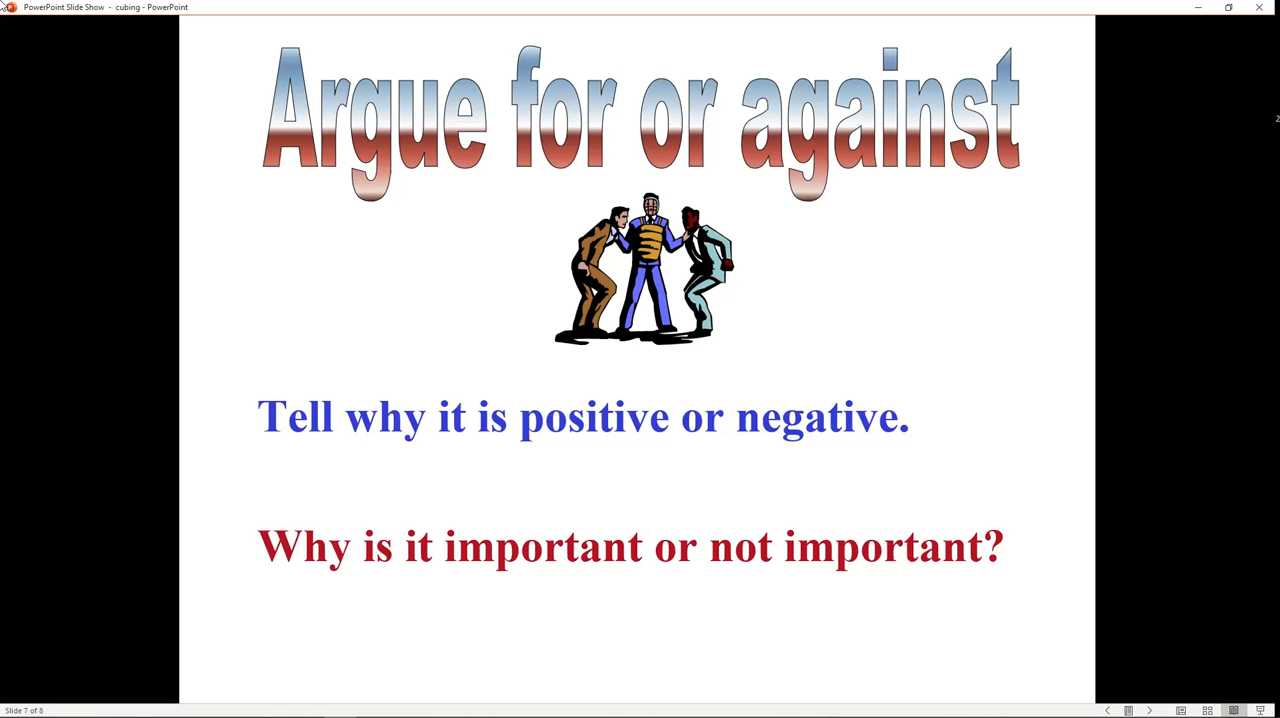 PowerPoint Slide Show - cubing - PowerPoint
Argue for or against
Tell why it is positive or negative.
Why is it important or not important?
Slide 7 of 8